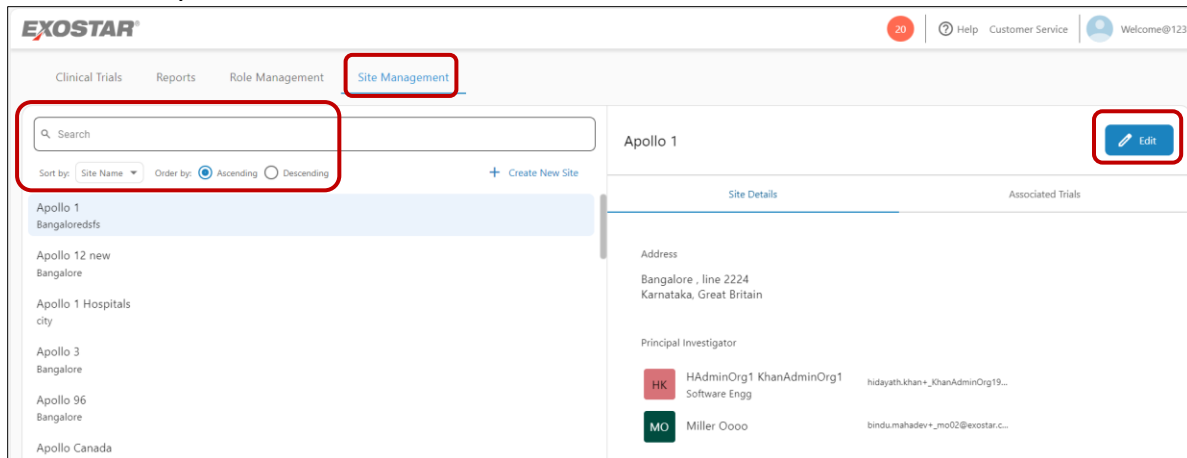 EXOSTAR®
20
Help Customer Service
Welcome@123
Clinical Trials Reports Role Management Site Management
Search
Sort by: Site Name Order by: Ascending Descending + Create New Site
Apollo 1
Bangaloredsfs
Apollo 12 new
Bangalore
Apollo 1 Hospitals
city
Apollo 3
Bangalore
Apollo 96
Bangalore
Apollo Canada
Apollo 1
Edit
Site Details Associated Trials
Address
Bangalore , line 2224
Karnataka, Great Britain
Principal Investigator
HK
HAdminOrg1 KhanAdminOrg1
Software Engg
hidayath.khan+_KhanAdminOrg19...
MO
Miller Oooo
bindu.mahadev+_mo02@exostar.c...